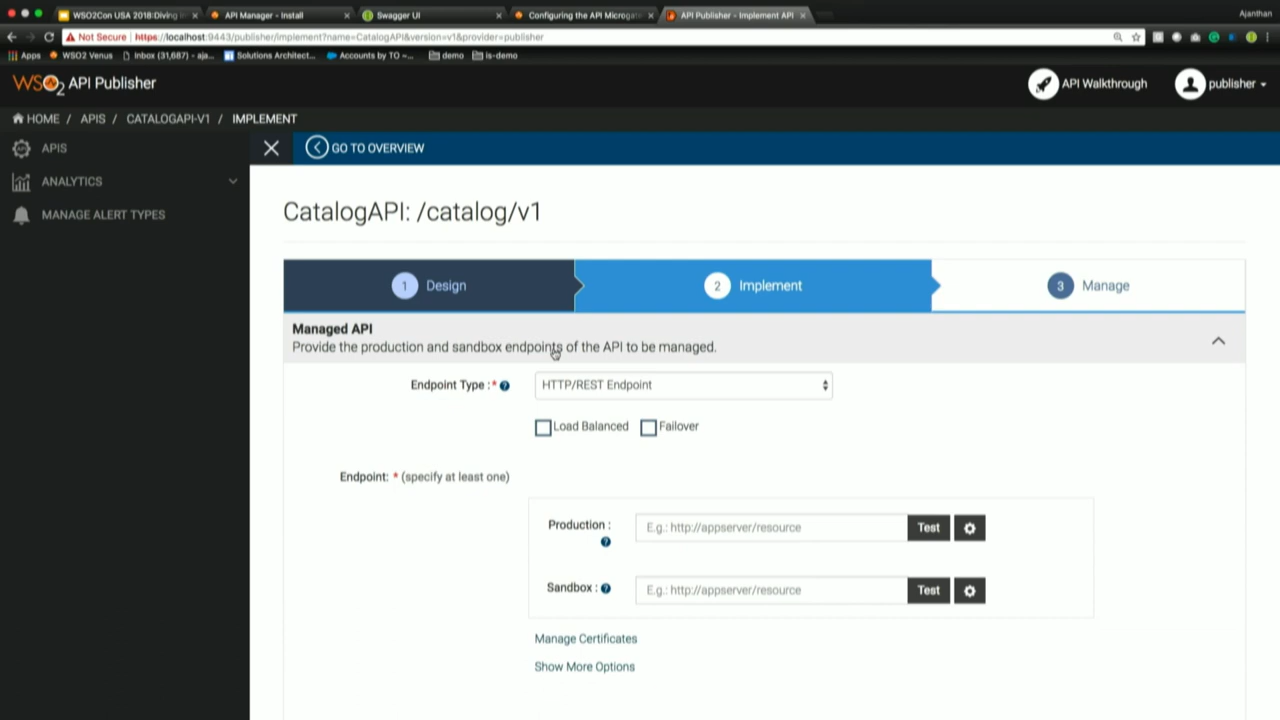 WSO2Con USA 2018:Diving in
API Manager - Install
Swagger UI
Configuring the API Microgate
API Publisher - Implement API
Ajanthan
Not Secure https://localhost:9443/publisher/implement?name=CatalogAPI&version=v1&provider=publisher
Apps WSO2 Venus Inbox (31,687) - aja... Solutions Architect... Accounts by TO –... demo is-demo
WSO2 API Publisher
API Walkthrough publisher
HOME / APIS / CATALOGAPI-V1 / IMPLEMENT
APIS
GO TO OVERVIEW
ANALYTICS
MANAGE ALERT TYPES
CatalogAPI: /catalog/v1
1 Design 2 Implement 3 Manage
Managed API
Provide the production and sandbox endpoints of the API to be managed.
Endpoint Type :* ? HTTP/REST Endpoint
Load Balanced Failover
Endpoint: * (specify at least one)
Production : ? E.g.: http://appserver/resource Test
Sandbox : ? E.g.: http://appserver/resource Test
Manage Certificates
Show More Options